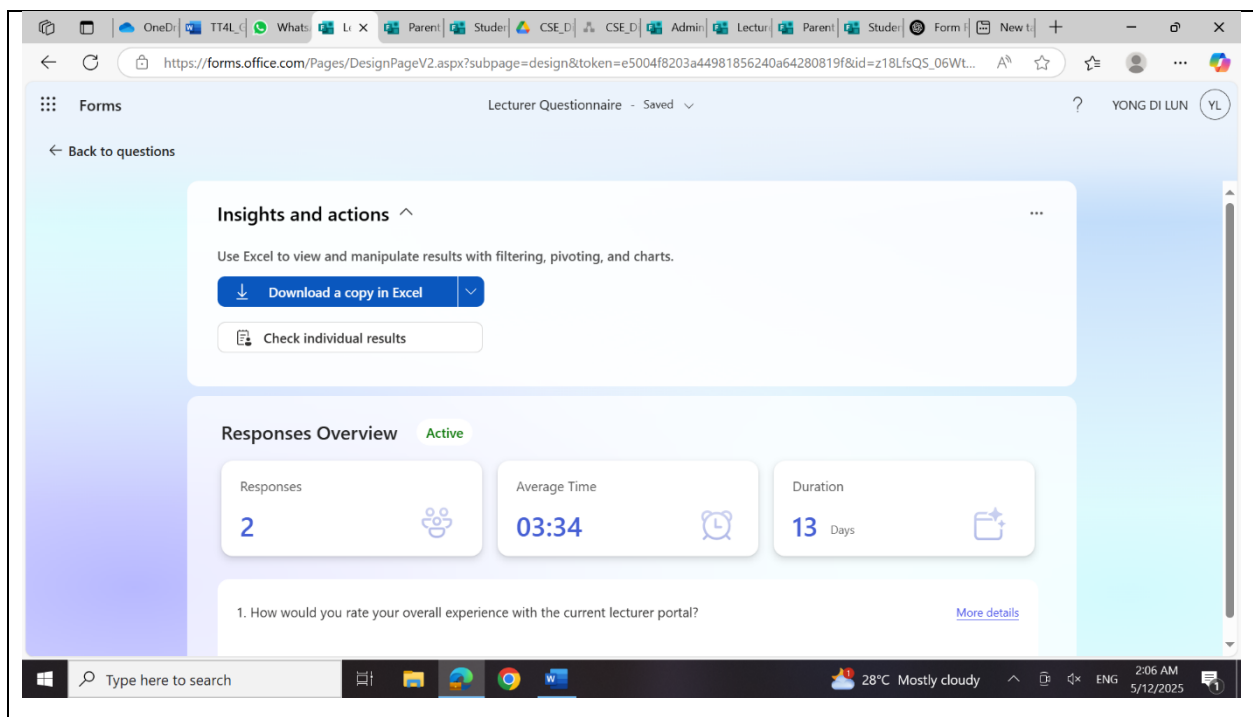 OneDr TT4L_G Whats Le Parent Studer CSE_D CSE_D Admin Lectur Parent Studer Form F New ta
https://forms.office.com/Pages/DesignPageV2.aspx?subpage=design&token=e5004f8203a44981856240a64280819f&id=z18LfsQS_06Wt...
Forms Lecturer Questionnaire - Saved ? YONG DI LUN YL
Back to questions
Insights and actions
Use Excel to view and manipulate results with filtering, pivoting, and charts.
Download a copy in Excel
Check individual results
Responses Overview Active
Responses Average Time Duration
2 03:34 13 Days
1. How would you rate your overall experience with the current lecturer portal? More details
Type here to search 28°C Mostly cloudy ENG 2:06 AM
5/12/2025 1